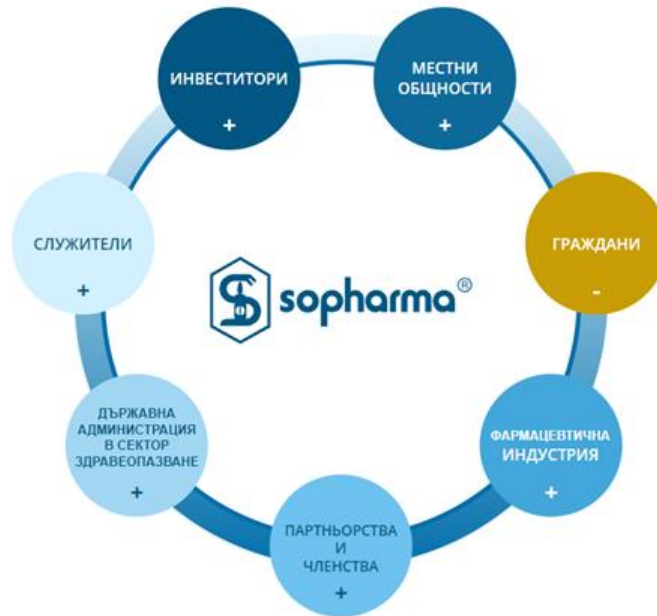 ИНВЕСТИТОРИ
+
МЕСТНИ
ОБЩНОСТИ
+
СЛУЖИТЕЛИ
+
ГРАЖДАНИ
-
sopharma®
ДЪРЖАВНА
АДМИНИСТРАЦИЯ
В СЕКТОР
ЗДРАВЕОПАЗВАНЕ
+
ФАРМАЦЕВТИЧНА
ИНДУСТРИЯ
+
ПАРТНЬОРСТВА
И
ЧЛЕНСТВА
+